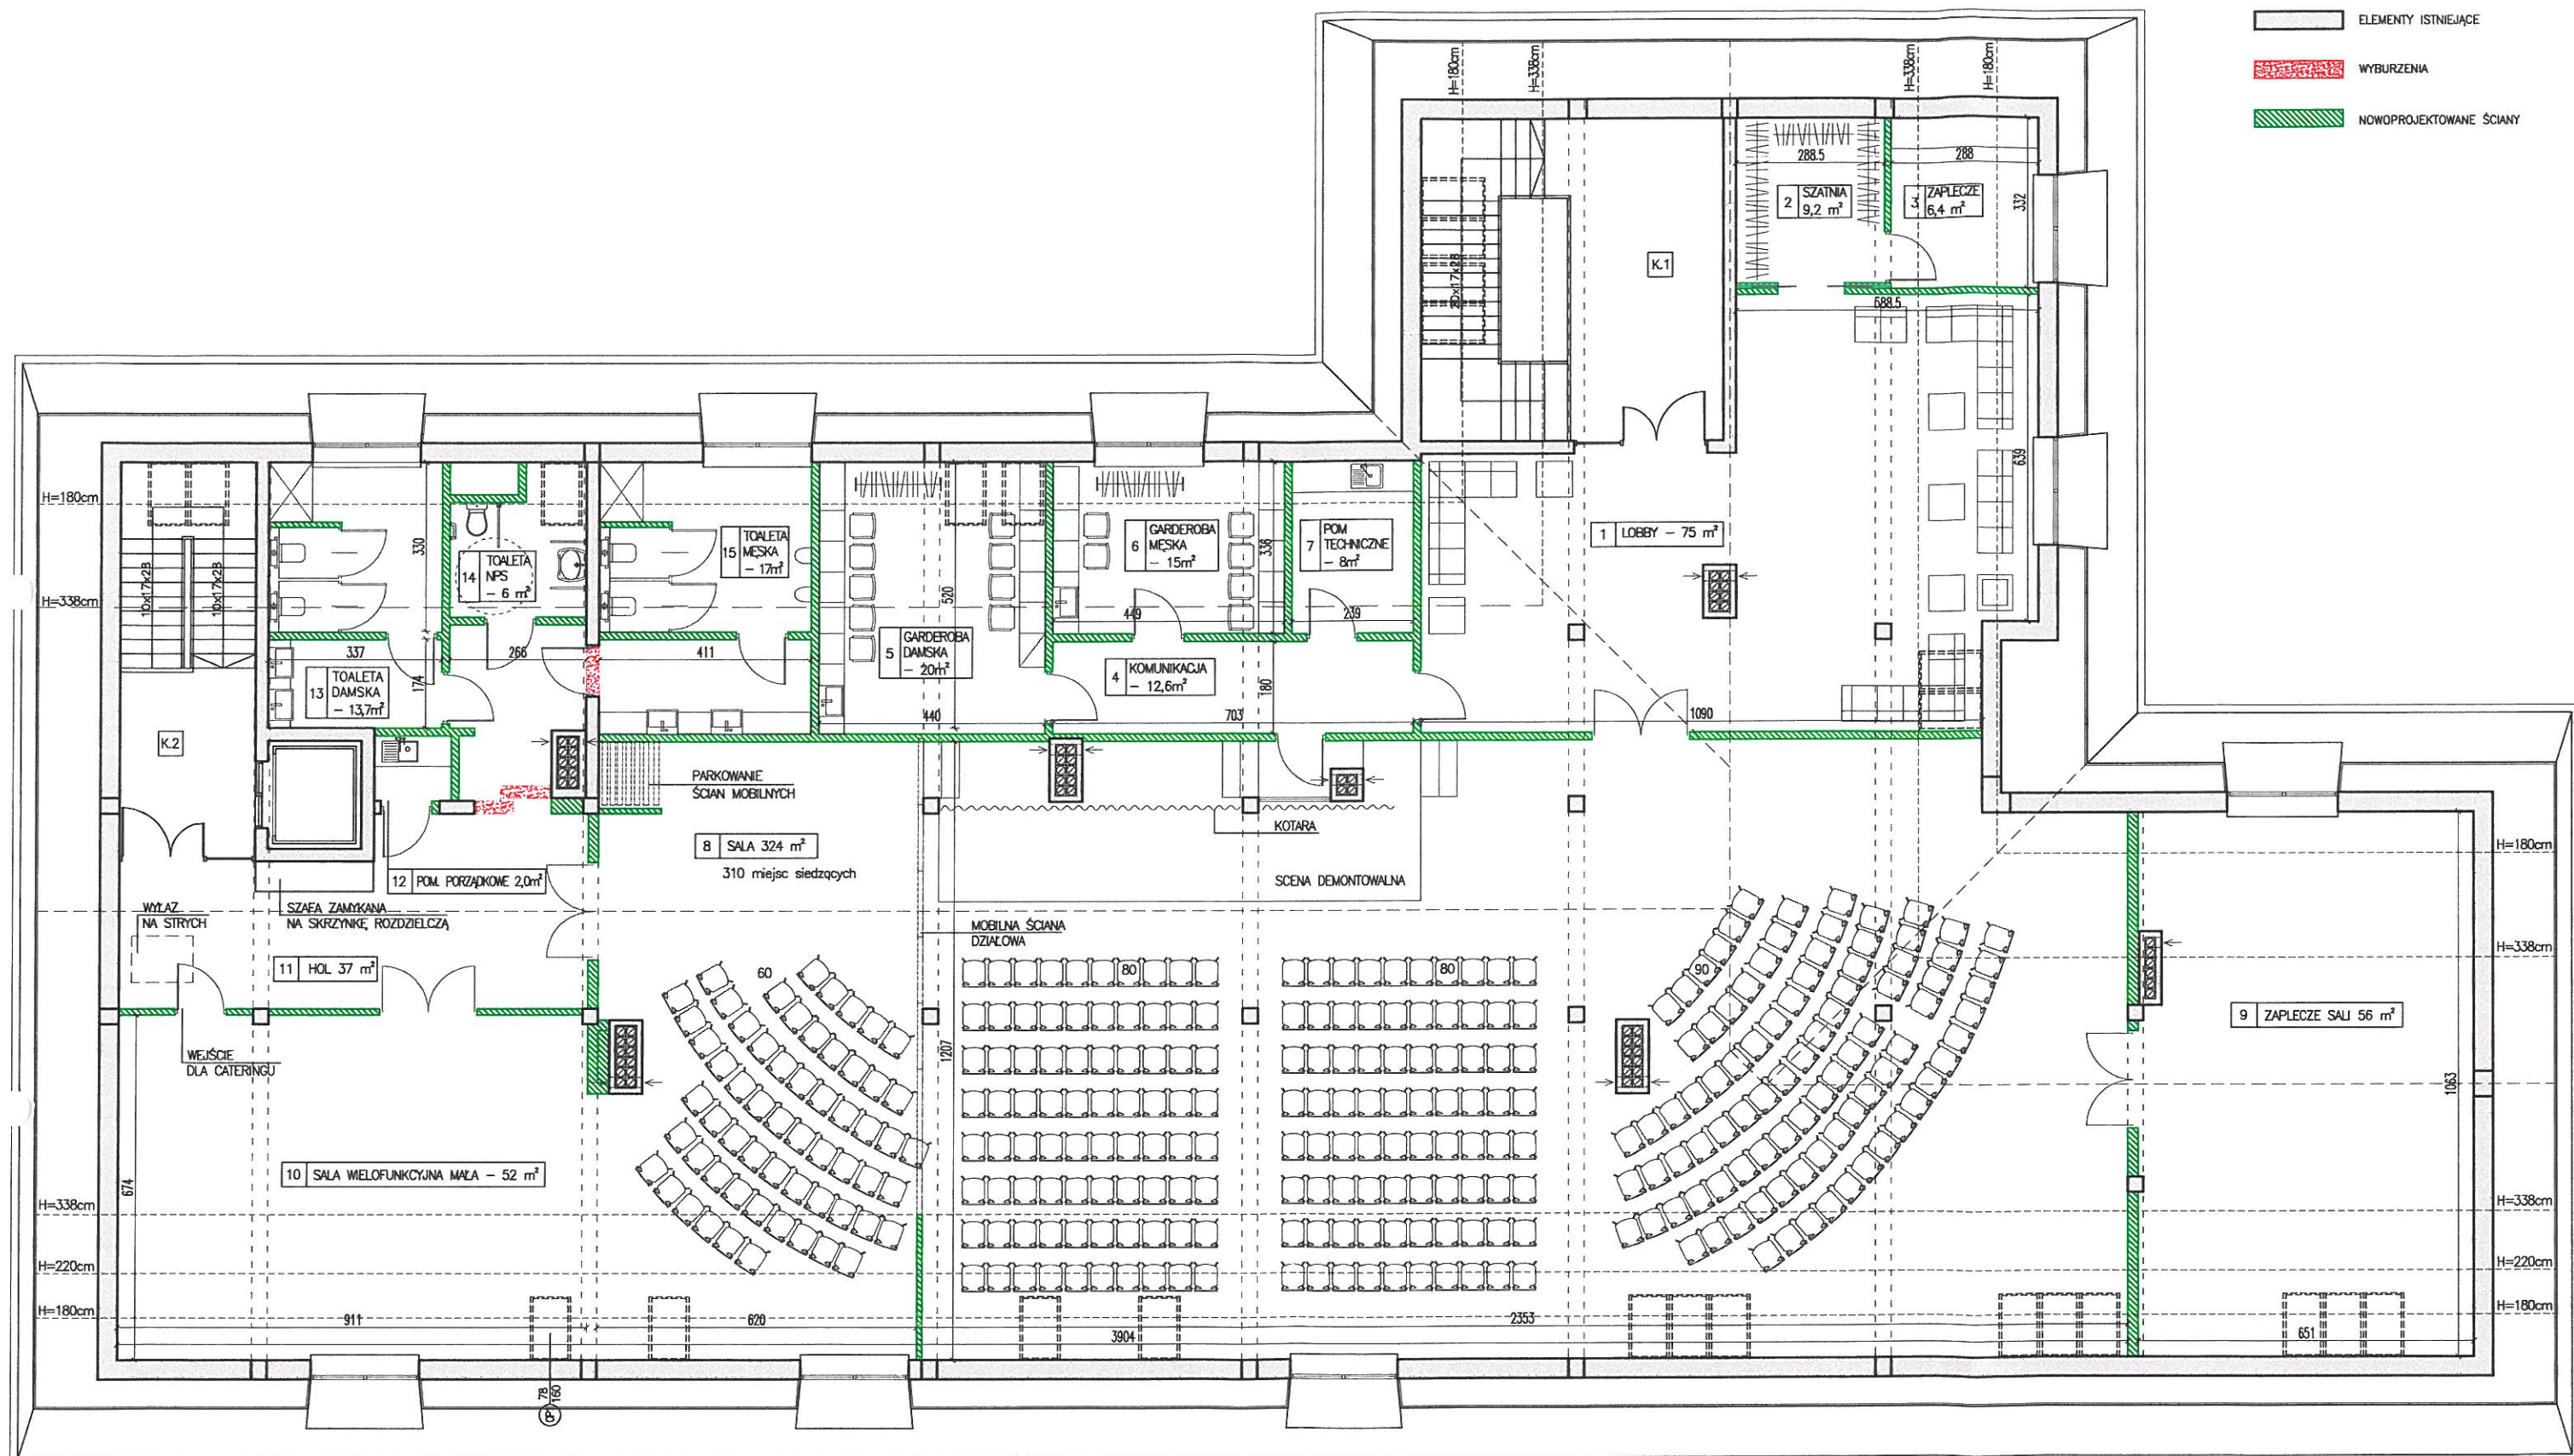 ELEMENTY ISTNIEJĄCE
WYBURZENIA
NOWOPROJEKTOWANE ŚCIANY
H=180cm
H=338cm
H=338cm
H=180cm
288.5
288
2 SZATNIA
9,2 m²
3 ZAPLECZE
6,4 m²
332
K.1
20x17x28
588.5
639
H=180cm
H=338cm
10x17x28
10x17x28
330
14 TOALETA
NPS
– 6 m²
15 TOALETA
MĘSKA
– 17m²
520
6 GARDEROBA
MĘSKA
– 15m²
338
7 POM
TECHNICZNE
– 8m²
1 LOBBY – 75 m²
449
239
337
266
411
5 GARDEROBA
DAMSKA
– 20m²
4 KOMUNIKACJA
– 12,6m²
180
13 TOALETA
DAMSKA
– 13,7m²
174
440
703
1090
K.2
PARKOWANIE
ŚCIAN MOBILNYCH
KOTARA
8 SALA 324 m²
310 miejsc siedzących
SCENA DEMONTOWALNA
12 POM. PORZĄDKOWE 2,0m²
WYŁAZ
NA STRYCH
SZAFA ZAMYKANA
NA SKRZYNKĘ ROZDZIELCZĄ
MOBILNA ŚCIANA
DZIAŁOWA
11 HOL 37 m²
60
80
80
90
H=180cm
H=338cm
9 ZAPLECZE SALI 56 m²
WEJŚCIE
DLA CATERINGU
1207
1063
674
10 SALA WIELOFUNKCYJNA MAŁA – 52 m²
H=338cm
H=220cm
H=180cm
H=338cm
H=220cm
H=180cm
911
620
3904
2353
651
78
160